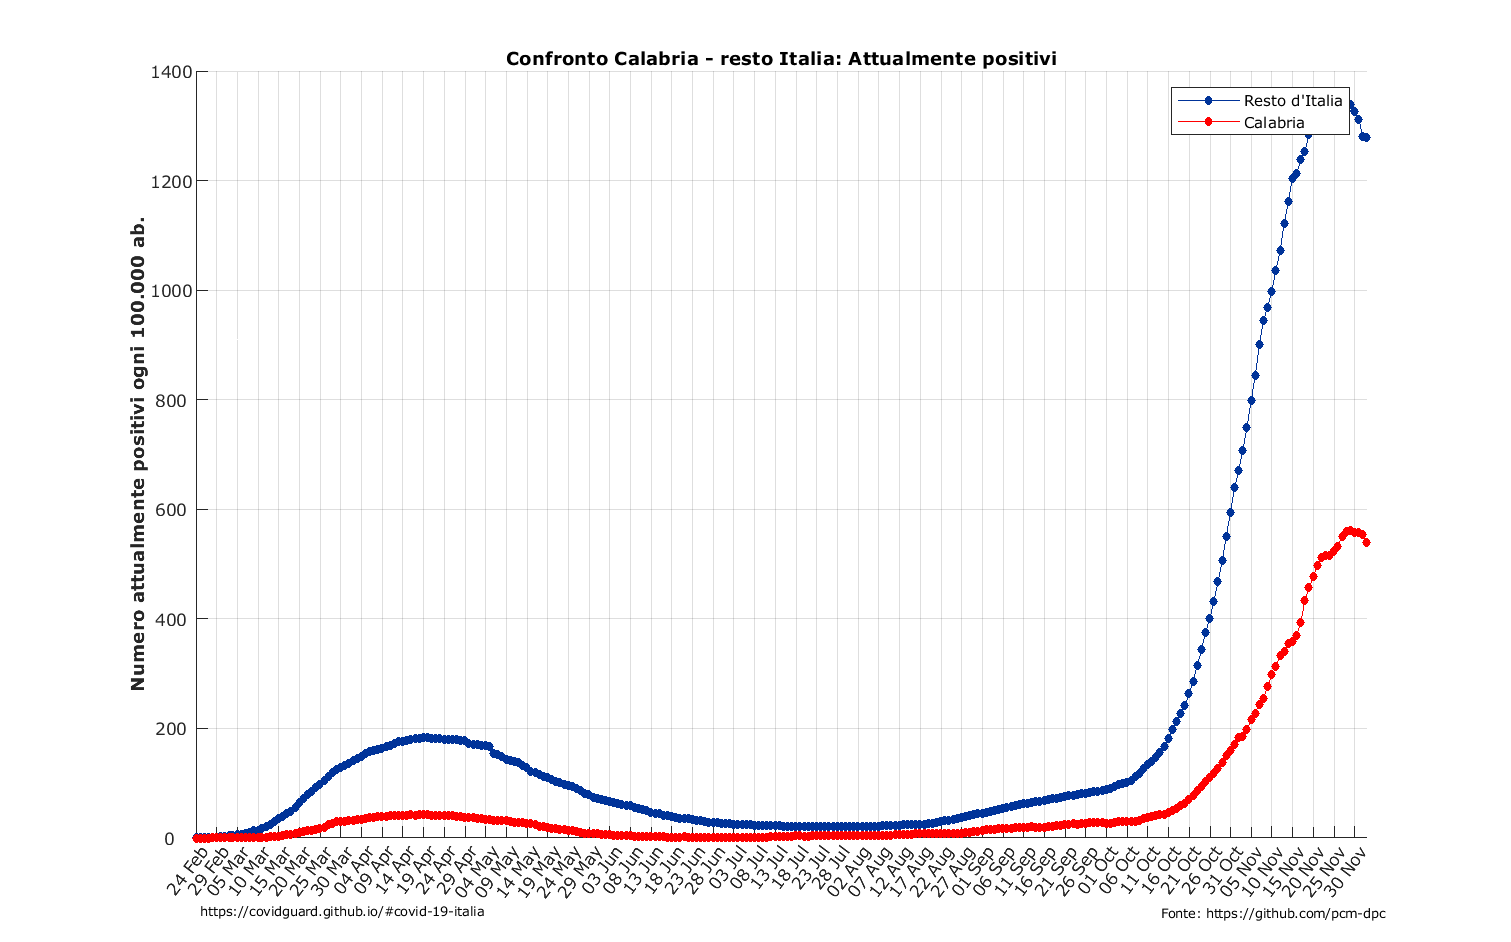 Confronto Calabria - resto Italia: Attualmente positivi
Numero attualmente positivi ogni 100.000 ab.
1400
1200
1000
800
600
400
200
0
Resto d'Italia
Calabria
24 Feb
29 Feb
05 Mar
10 Mar
15 Mar
20 Mar
25 Mar
30 Mar
04 Apr
09 Apr
14 Apr
19 Apr
24 Apr
29 Apr
04 May
09 May
14 May
19 May
24 May
29 May
03 Jun
08 Jun
13 Jun
18 Jun
23 Jun
28 Jun
03 Jul
08 Jul
13 Jul
18 Jul
23 Jul
28 Jul
02 Aug
07 Aug
12 Aug
17 Aug
22 Aug
27 Aug
01 Sep
06 Sep
11 Sep
16 Sep
21 Sep
26 Sep
01 Oct
06 Oct
11 Oct
16 Oct
21 Oct
26 Oct
31 Oct
05 Nov
10 Nov
15 Nov
20 Nov
25 Nov
30 Nov
https://covidguard.github.io/#covid-19-italia
Fonte: https://github.com/pcm-dpc